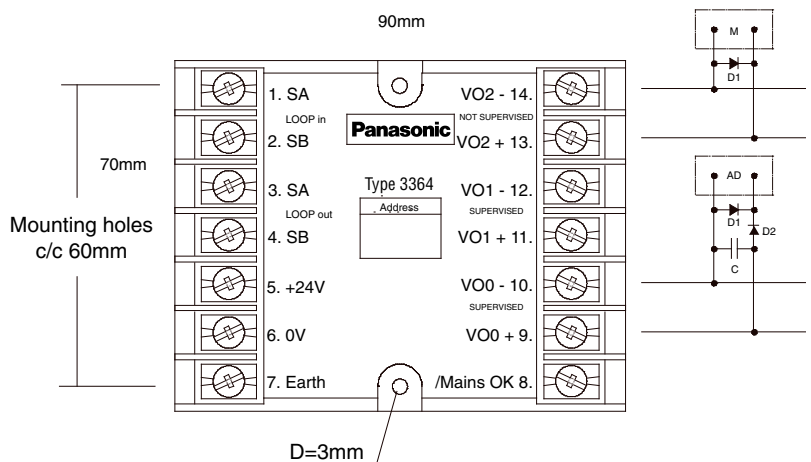 90mm
M
D1
1. SA
LOOP in
2. SB
3. SA
LOOP out
4. SB
5. +24V
6. 0V
7. Earth
Panasonic
Type 3364
Address
VO2 - 14.
NOT SUPERVISED
VO2 + 13.
VO1 - 12.
SUPERVISED
VO1 + 11.
VO0 - 10.
SUPERVISED
VO0 + 9.
/Mains OK 8.
AD
D1
D2
C
70mm
Mounting holes
c/c 60mm
D=3mm